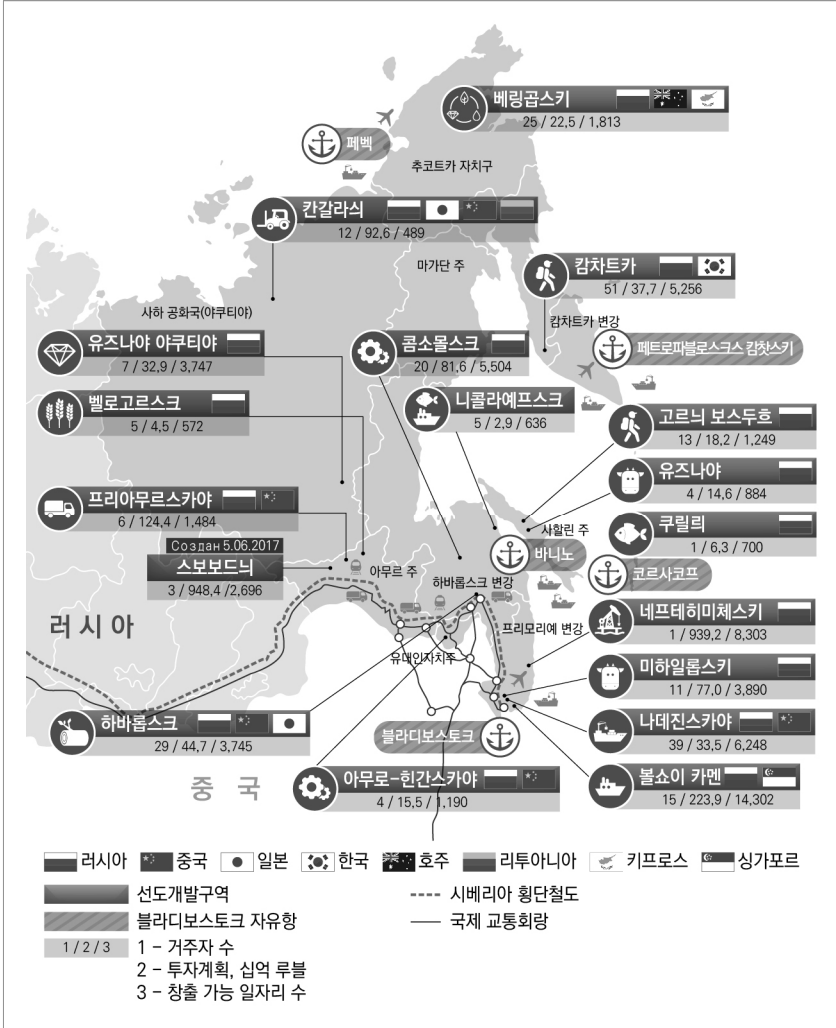 베링곱스키
25 / 22,5 / 1,813
페벡
추코트카 자치구
칸갈라싀
12 / 92,6 / 489
마가단 주
캄차트카
51 / 37,7 / 5,256
사하 공화국(야쿠티야)
캄차트카 변강
유즈나야 야쿠티야
7 / 32,9 / 3,747
콤소몰스크
20 / 81,6 / 5,504
페트로파블로스크스 캄찻스키
벨로고르스크
5 / 4,5 / 572
니콜라예프스크
5 / 2,9 / 636
고르늬 보스두흐
13 / 18,2 / 1,249
유즈나야
4 / 14,6 / 884
프리아무르스카야
6 / 124,4 / 1,484
쿠릴릐
1 / 6,3 / 700
사할린 주
바니노
Создан 5.06.2017
스보보드늬
3 / 948,4 /2,696
아무르 주
하바롭스크 변강
코르사코프
러시아
프리모리예 변강
네프테히미체스키
1 / 939,2 / 8,303
유대인자치주
미하일롭스키
11 / 77,0 / 3,890
하바롭스크
29 / 44,7 / 3,745
블라디보스토크
나데진스카야
39 / 33,5 / 6,248
중 국
아무로-힌간스카야
4 / 15,5 / 1,190
볼쇼이 카멘
15 / 223,9 / 14,302
러시아 중국 일본 한국 호주 리투아니아 키프로스 싱가포르
선도개발구역
시베리아 횡단철도
블라디보스토크 자유항
국제 교통회랑
1 / 2 / 3
1 - 거주자 수
2 - 투자계획, 십억 루블
3 - 창출 가능 일자리 수